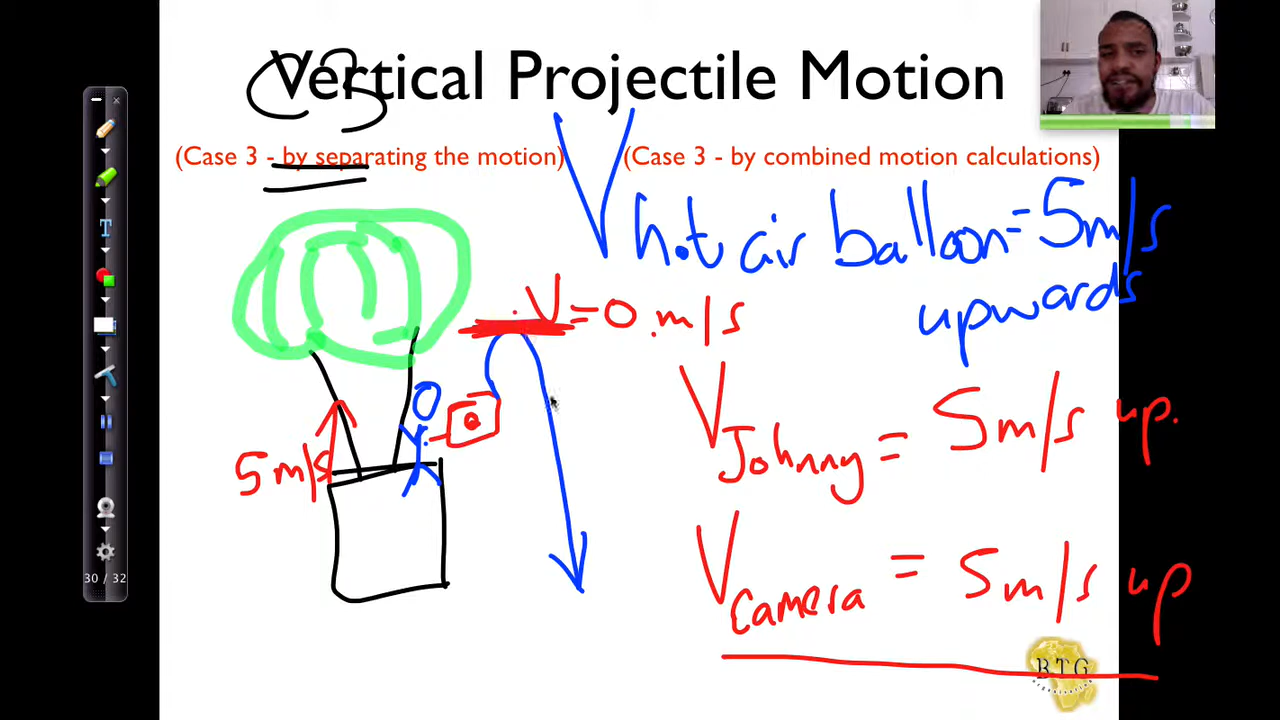 Vertical Projectile Motion
C3
(Case 3 - by separating the motion)
(Case 3 - by combined motion calculations)
V hot air balloon = 5m/s
upwards
V = 0 m/s
V Johnny = 5m/s up.
5m/s
V Camera = 5m/s up
T
30 / 32
BTG